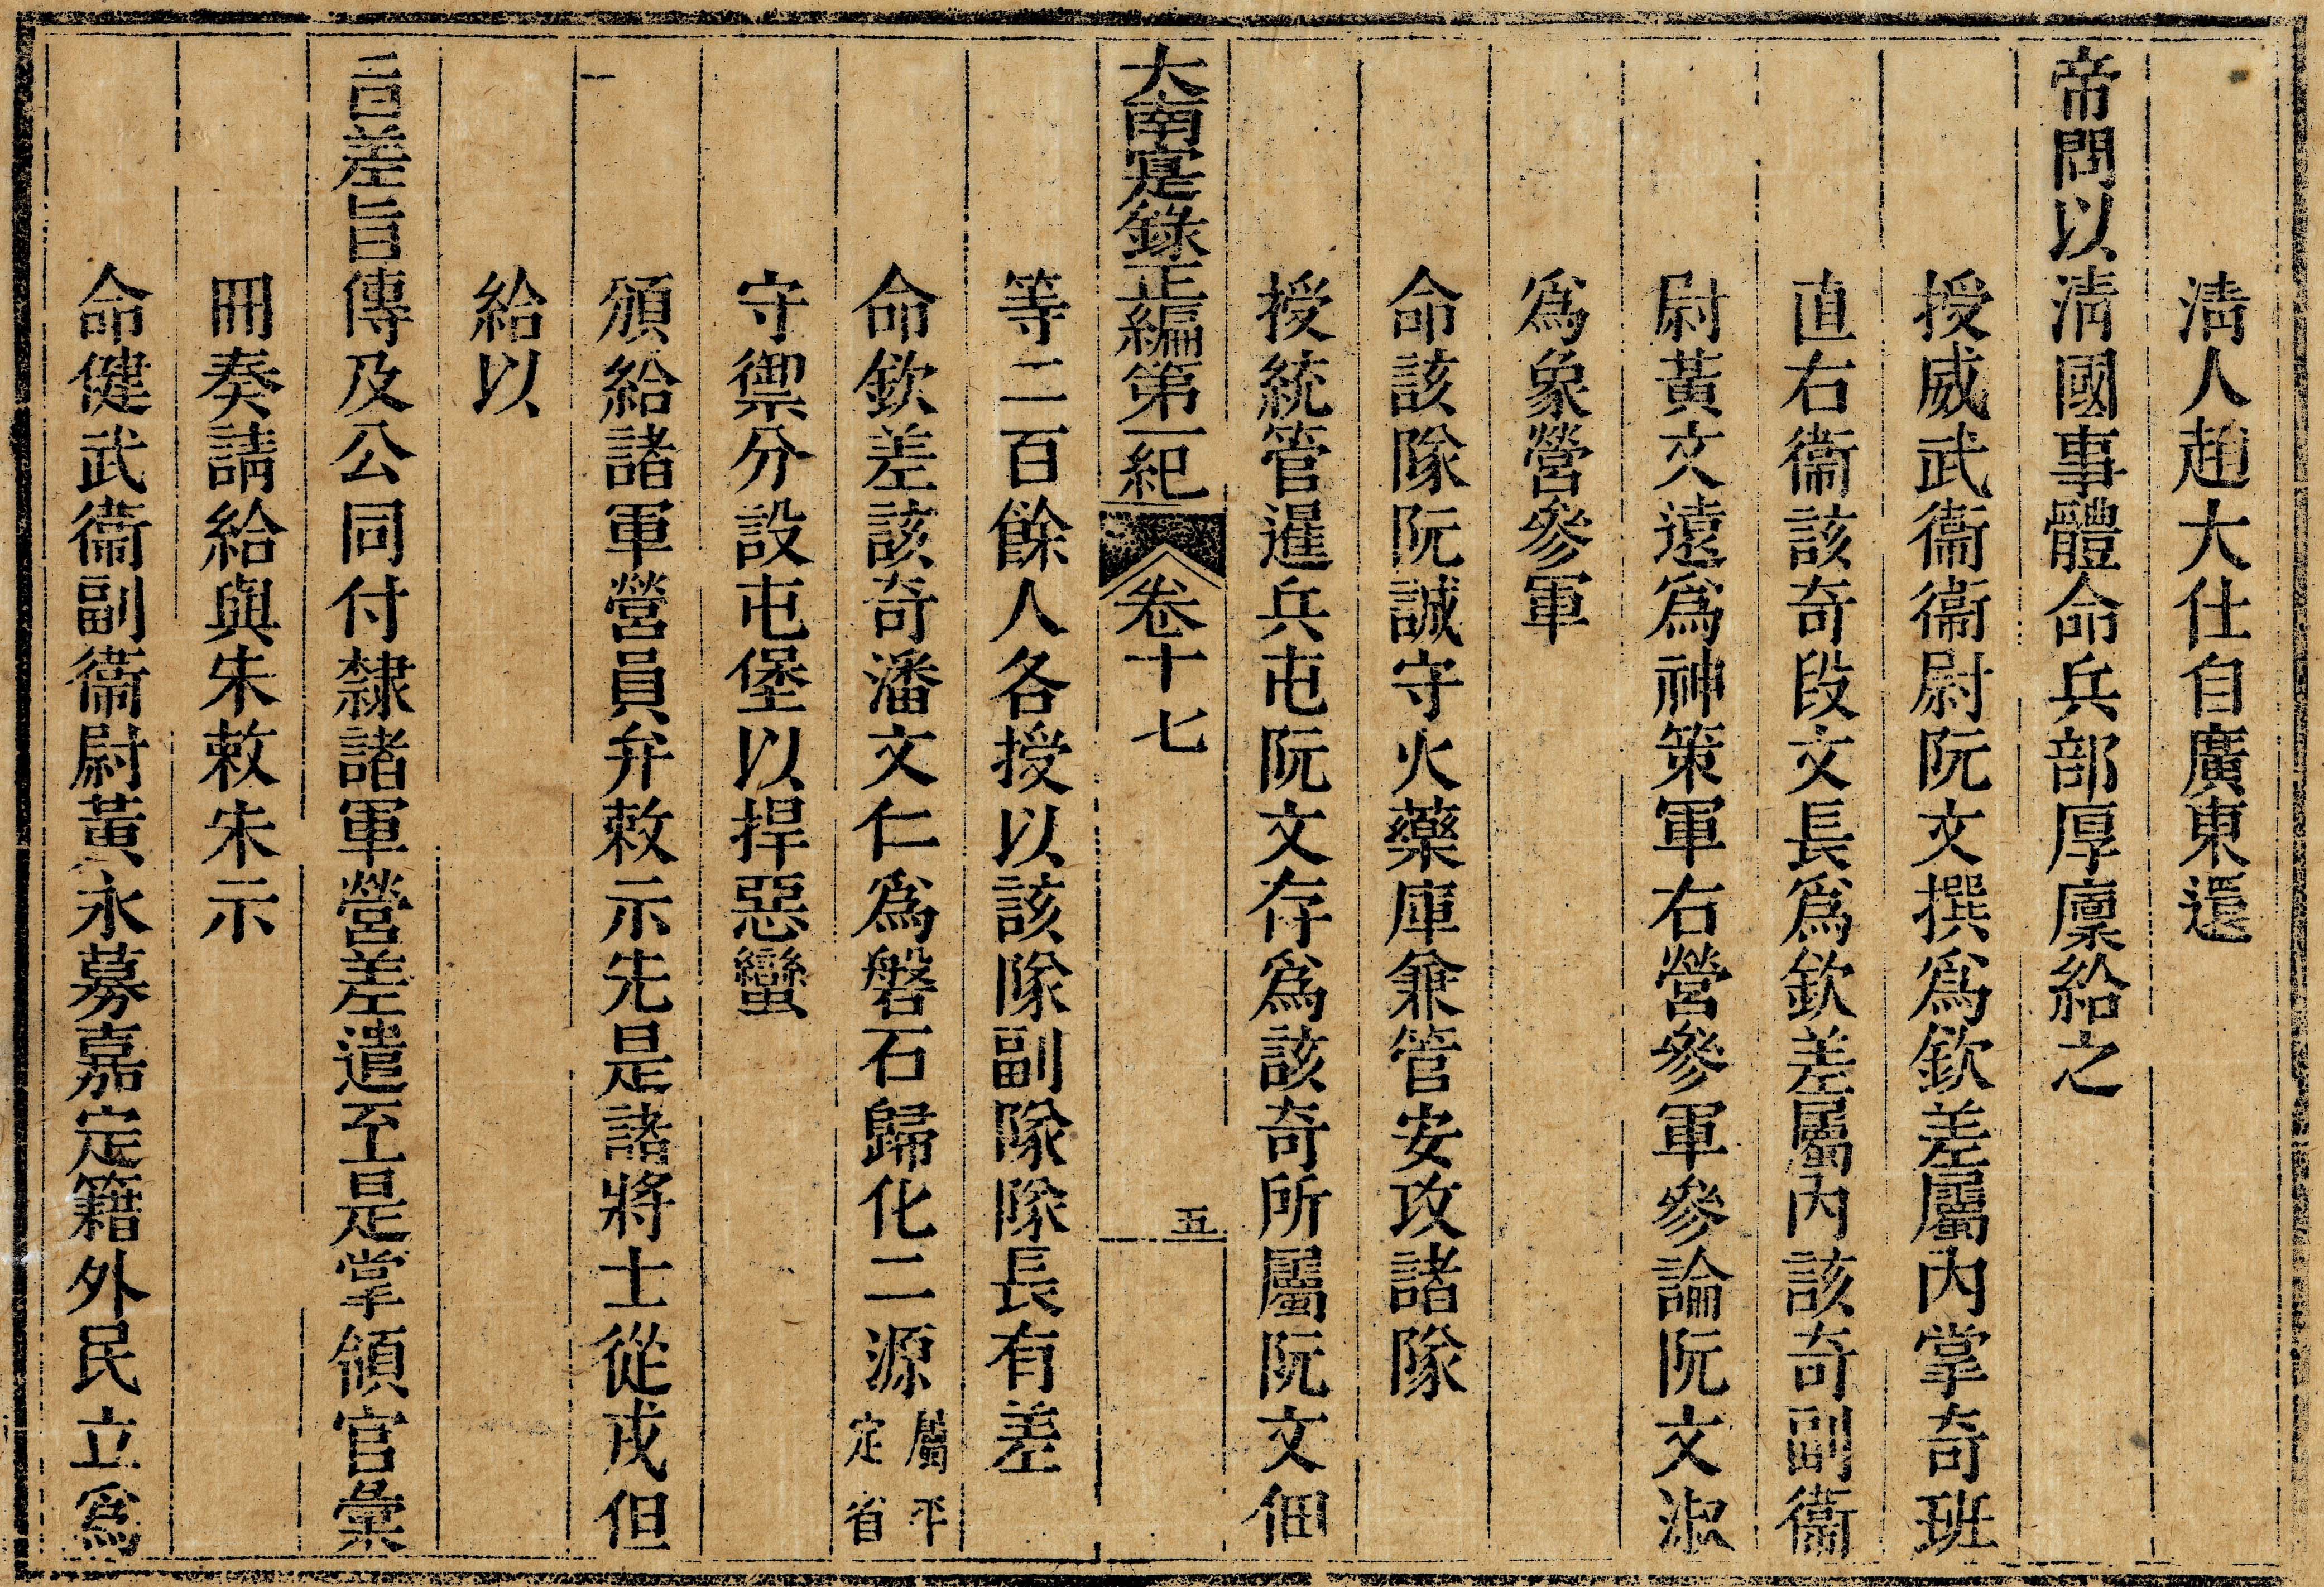 清人趙大仕自廣東還
帝問以清國事體命兵部厚廩給之
授威武衞衞尉阮文撰爲欽差屬內掌奇班
直右衞該奇段文長爲欽差屬內該奇副衞
尉黃文遠爲神策軍右營參軍參論阮文淑
爲象營參軍
命該隊阮誠守火藥庫兼管安攻諸隊
授統管暹兵屯阮文存爲該奇所屬阮文佃
大南寔錄正編第一紀 卷十七 五
等二百餘人各授以該隊副隊隊長有差
命欽差該奇潘文仁爲磐石歸化二源屬平定省
守禦分設屯堡以捍惡蠻
頒給諸軍營員弁敕示先是諸將士從戎但
給以
言差旨傳及公同付隸諸軍營差遣至是掌領官彙
冊奏請給與朱敕朱示
命健武衞副衞尉黃永募嘉定籍外民立爲